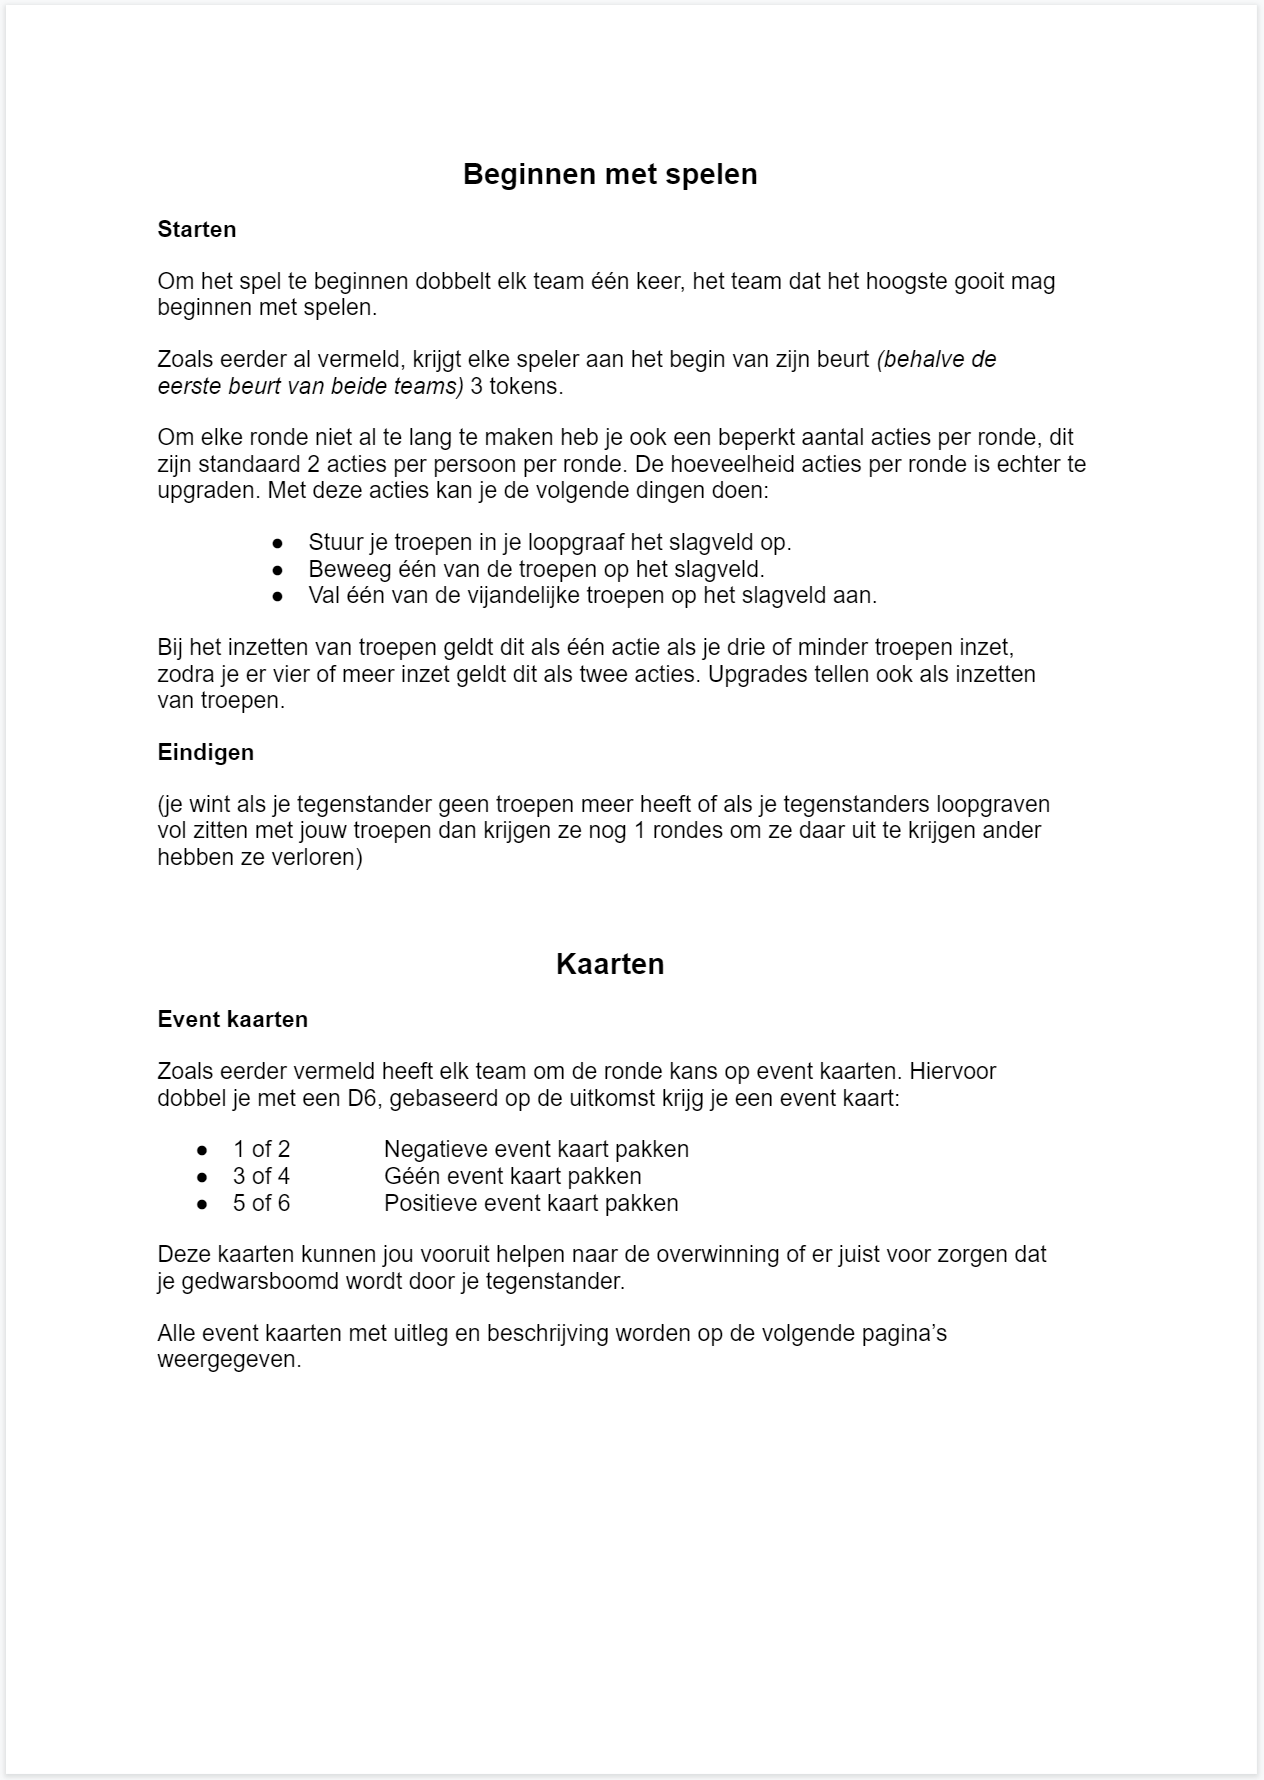 Beginnen met spelen
Starten
Om het spel te beginnen dobbelt elk team één keer, het team dat het hoogste gooit mag
beginnen met spelen.
Zoals eerder al vermeld, krijgt elke speler aan het begin van zijn beurt (behalve de
eerste beurt van beide teams) 3 tokens.
Om elke ronde niet al te lang te maken heb je ook een beperkt aantal acties per ronde, dit
zijn standaard 2 acties per persoon per ronde. De hoeveelheid acties per ronde is echter te
upgraden. Met deze acties kan je de volgende dingen doen:
● Stuur je troepen in je loopgraaf het slagveld op.
● Beweeg één van de troepen op het slagveld.
● Val één van de vijandelijke troepen op het slagveld aan.
Bij het inzetten van troepen geldt dit als één actie als je drie of minder troepen inzet,
zodra je er vier of meer inzet geldt dit als twee acties. Upgrades tellen ook als inzetten
van troepen.
Eindigen
(je wint als je tegenstander geen troepen meer heeft of als je tegenstanders loopgraven
vol zitten met jouw troepen dan krijgen ze nog 1 rondes om ze daar uit te krijgen ander
hebben ze verloren)
Kaarten
Event kaarten
Zoals eerder vermeld heeft elk team om de ronde kans op event kaarten. Hiervoor
dobbel je met een D6, gebaseerd op de uitkomst krijg je een event kaart:
● 1 of 2 Negatieve event kaart pakken
● 3 of 4 Géén event kaart pakken
● 5 of 6 Positieve event kaart pakken
Deze kaarten kunnen jou vooruit helpen naar de overwinning of er juist voor zorgen dat
je gedwarsboomd wordt door je tegenstander.
Alle event kaarten met uitleg en beschrijving worden op de volgende pagina’s
weergegeven.